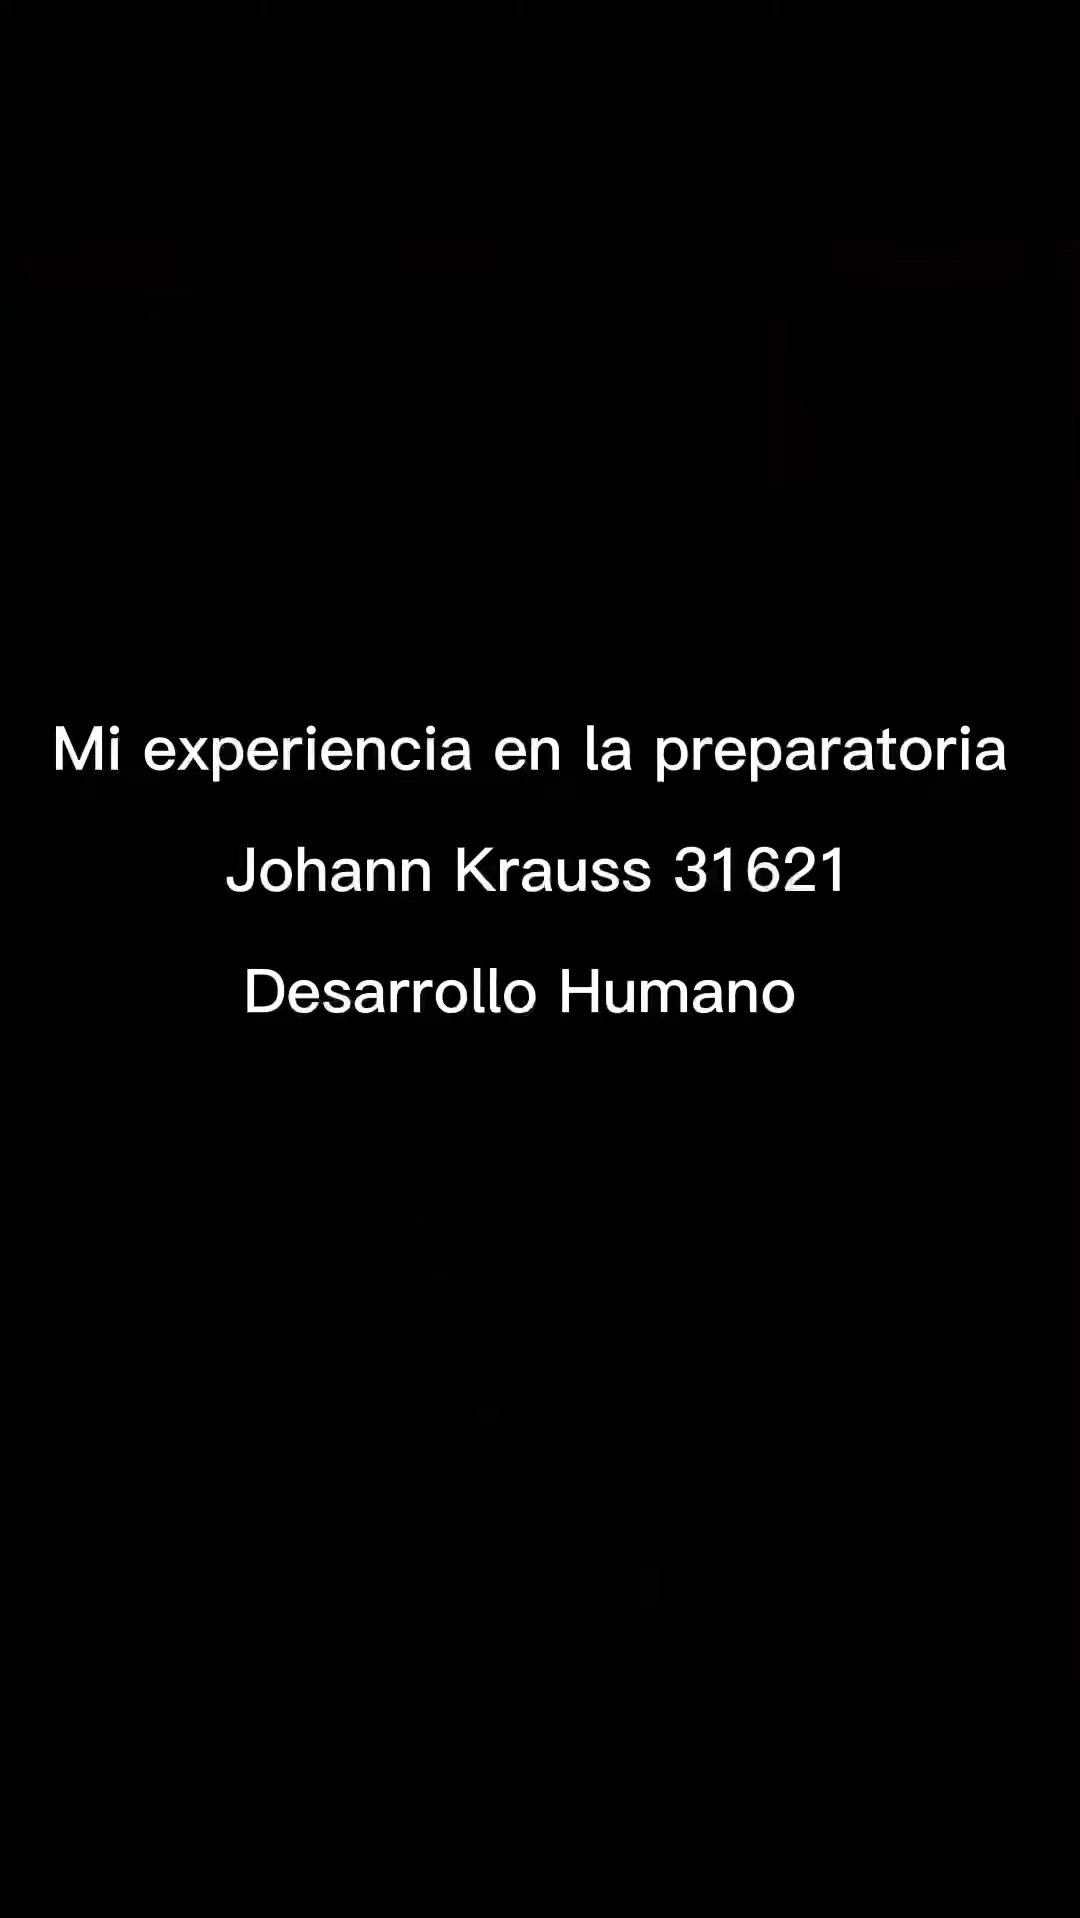 Mi experiencia en la preparatoria
Johann Krauss 31621
Desarrollo Humano